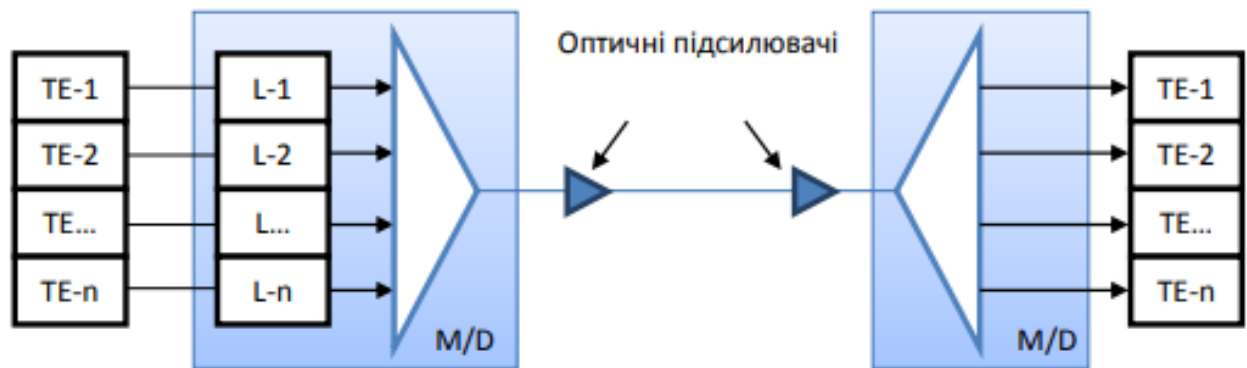 Оптичні підсилювачі
TE-1
L-1
TE-1
TE-2
L-2
TE-2
TE...
L...
TE...
TE-n
L-n
TE-n
M/D
M/D